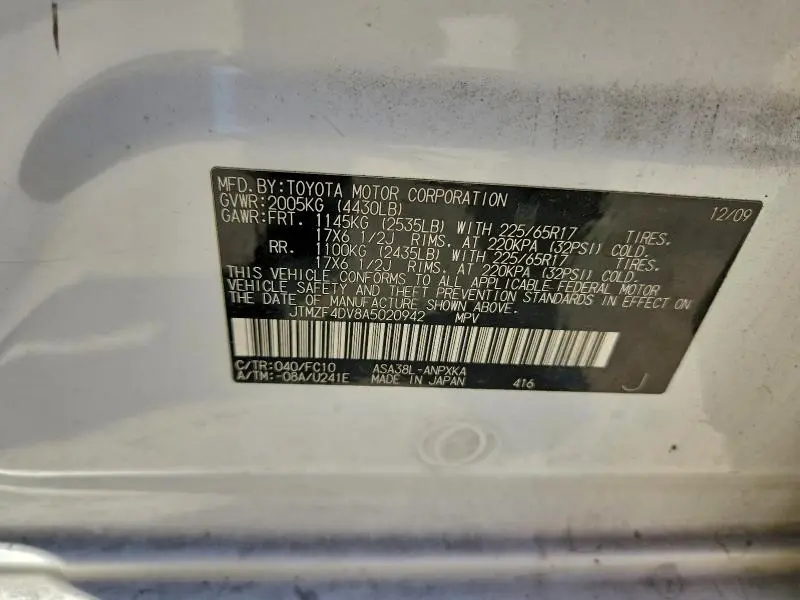 MFD. BY: TOYOTA MOTOR CORPORATION 12/09
GVWR: 2005KG (4430LB)
GAWR: FRT. 1145KG (2535LB) WITH 225/65R17 TIRES.
17X6 1/2J RIMS, AT 220KPA (32PSI) COLD.
RR. 1100KG (2435LB) WITH 225/65R17 TIRES.
17X6 1/2J RIMS, AT 220KPA (32PSI) COLD.
THIS VEHICLE CONFORMS TO ALL APPLICABLE FEDERAL MOTOR
VEHICLE SAFETY AND THEFT PREVENTION STANDARDS IN EFFECT ON
THE DATE OF MANUFACTURE SHOWN ABOVE.
JTMZF4DV8A5020942 MPV
C/TR: 040/FC10 ASA38L-ANPXKA
A/TM: -08A/U241E MADE IN JAPAN 416 J